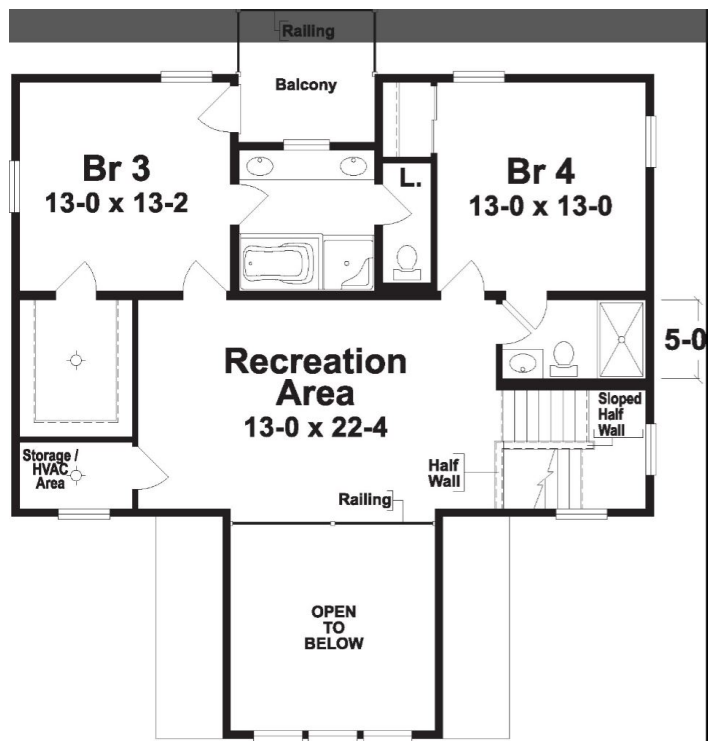 Railing
Balcony
Br 3
13-0 x 13-2
L.
Br 4
13-0 x 13-0
5-0
Recreation
Area
13-0 x 22-4
Sloped
Half
Wall
Storage /
HVAC
Area
Half
Wall
Railing
OPEN
TO
BELOW